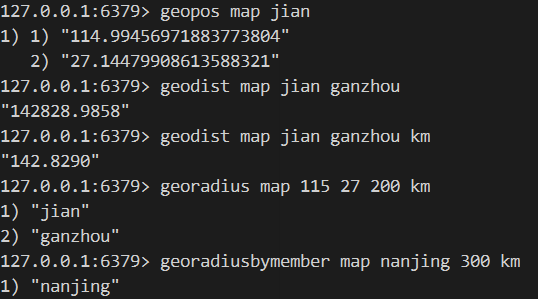 127.0.0.1:6379> geopos map jian
1) 1) "114.99456971883773804"
   2) "27.14479908613588321"
127.0.0.1:6379> geodist map jian ganzhou
"142828.9858"
127.0.0.1:6379> geodist map jian ganzhou km
"142.8290"
127.0.0.1:6379> georadius map 115 27 200 km
1) "jian"
2) "ganzhou"
127.0.0.1:6379> georadiusbymember map nanjing 300 km
1) "nanjing"